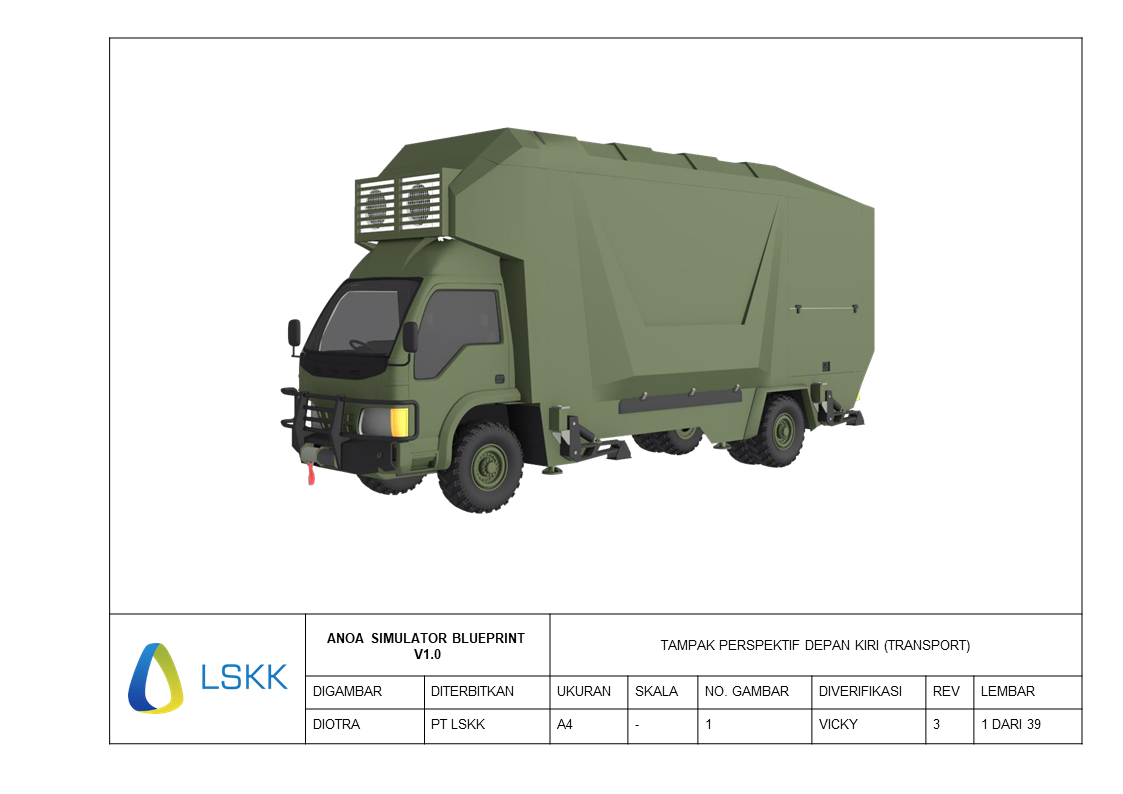 LSKK
ANOA SIMULATOR BLUEPRINT
V1.0
TAMPAK PERSPEKTIF DEPAN KIRI (TRANSPORT)
DIGAMBAR DITERBITKAN UKURAN SKALA NO. GAMBAR DIVERIFIKASI REV LEMBAR
DIOTRA PT LSKK A4 - 1 VICKY 3 1 DARI 39